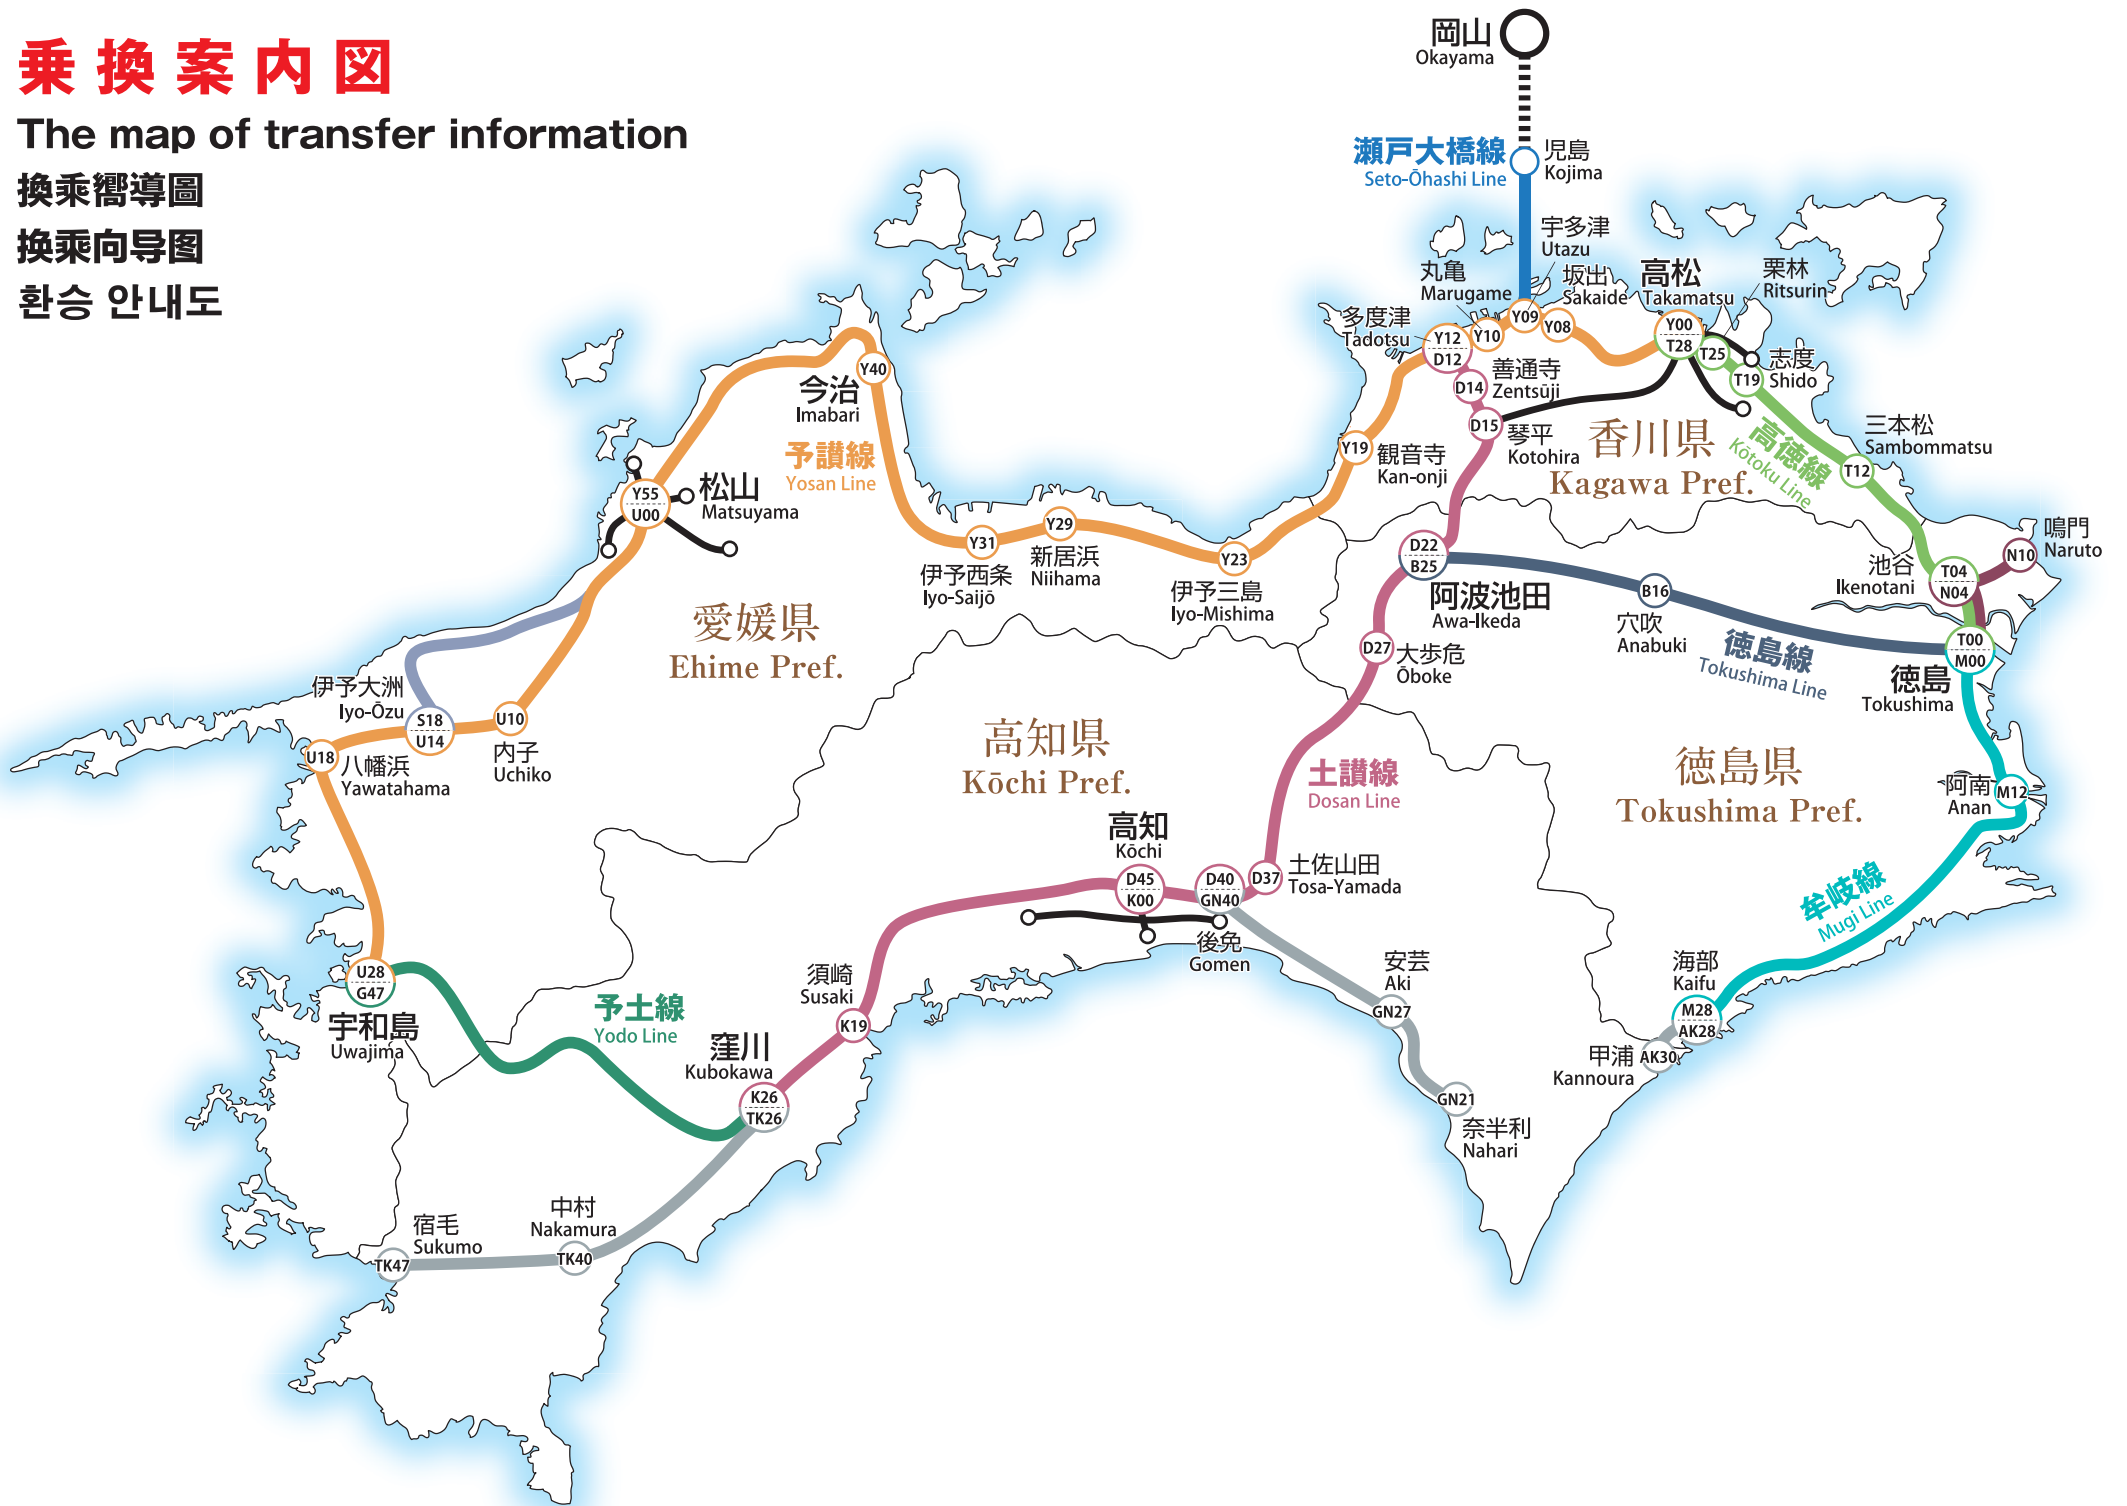 乗換案内図
The map of transfer information
換乘嚮導圖
换乘向导图
환승 안내도
岡山
Okayama
瀬戸大橋線
Seto-Ōhashi Line
児島
Kojima
宇多津
Utazu
丸亀
Marugame
坂出
Sakaide
高松
Takamatsu
栗林
Ritsurin
多度津
Tadotsu
Y12
D12
Y10
Y09
Y08
Y00
T28
T25
T19
志度
Shido
善通寺
Zentsūji
D14
D15
琴平
Kotohira
香川県
Kagawa Pref.
高徳線
Kōtoku Line
三本松
Sambommatsu
T12
今治
Imabari
Y40
予讃線
Yosan Line
Y19
観音寺
Kan-onji
Y55
U00
松山
Matsuyama
Y31
伊予西条
Iyo-Saijō
Y29
新居浜
Niihama
Y23
伊予三島
Iyo-Mishima
D22
B25
阿波池田
Awa-Ikeda
B16
穴吹
Anabuki
徳島線
Tokushima Line
池谷
Ikenotani
T04
N04
N10
鳴門
Naruto
T00
M00
徳島
Tokushima
愛媛県
Ehime Pref.
D27
大歩危
Ōboke
伊予大洲
Iyo-Ōzu
S18
U14
U10
内子
Uchiko
U18
八幡浜
Yawatahama
高知県
Kōchi Pref.
土讃線
Dosan Line
徳島県
Tokushima Pref.
阿南
Anan
M12
高知
Kōchi
D45
K00
D40
GN40
D37
土佐山田
Tosa-Yamada
後免
Gomen
牟岐線
Mugi Line
U28
G47
宇和島
Uwajima
予土線
Yodo Line
須崎
Susaki
K19
安芸
Aki
GN27
海部
Kaifu
M28
AK28
甲浦
Kannoura
AK30
窪川
Kubokawa
K26
TK26
GN21
奈半利
Nahari
中村
Nakamura
TK40
宿毛
Sukumo
TK47